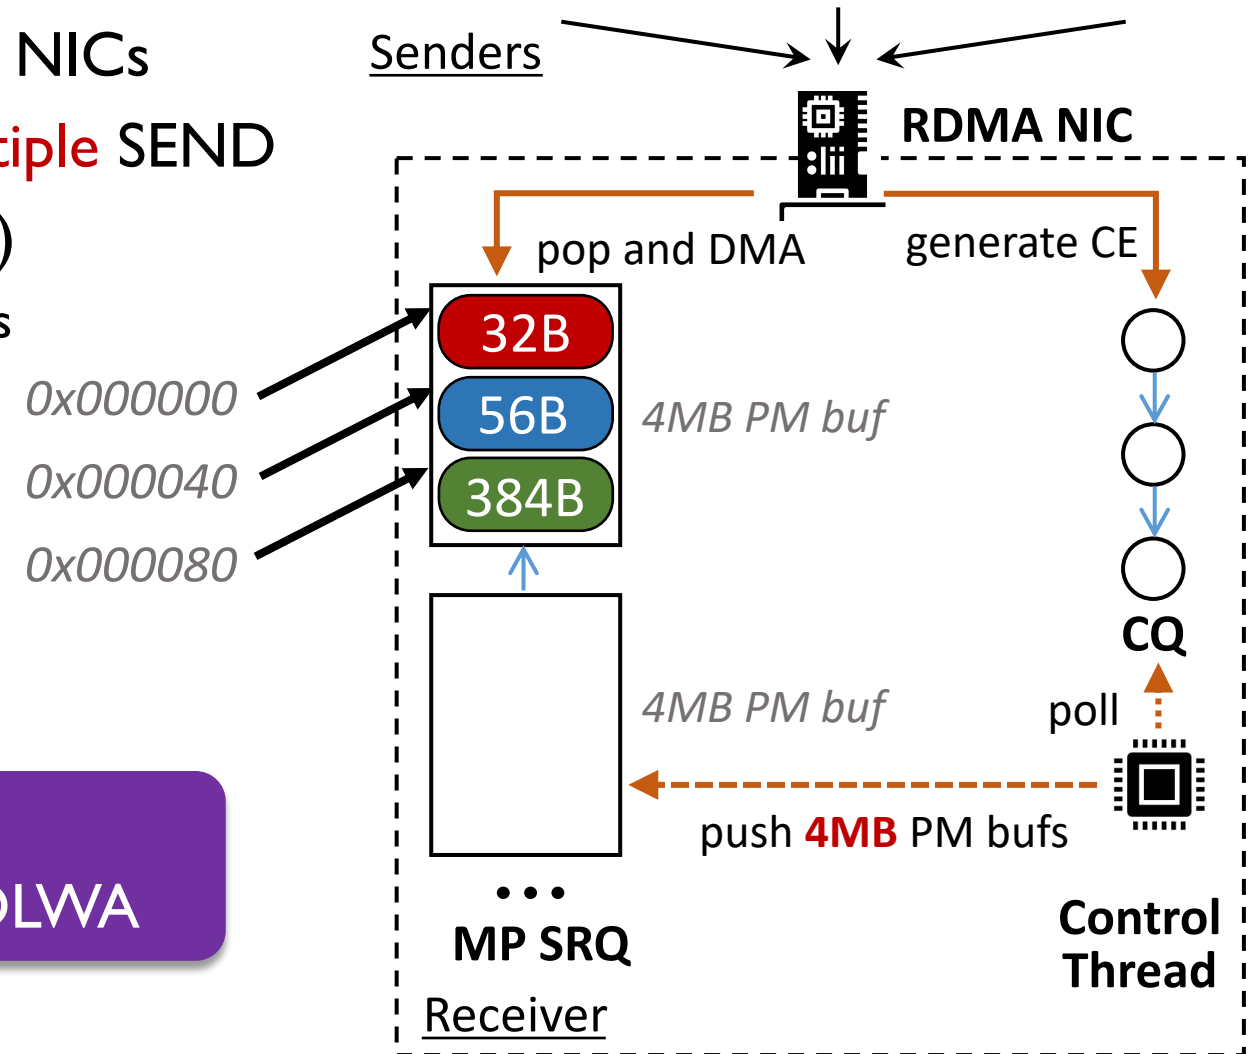 NICs
tiple SEND
)
s
Senders
RDMA NIC
pop and DMA
generate CE
32B
56B
384B
0x000000
0x000040
0x000080
4MB PM buf
4MB PM buf
CQ
poll
push 4MB PM bufs
LWA
•••
MP SRQ
Control
Thread
Receiver